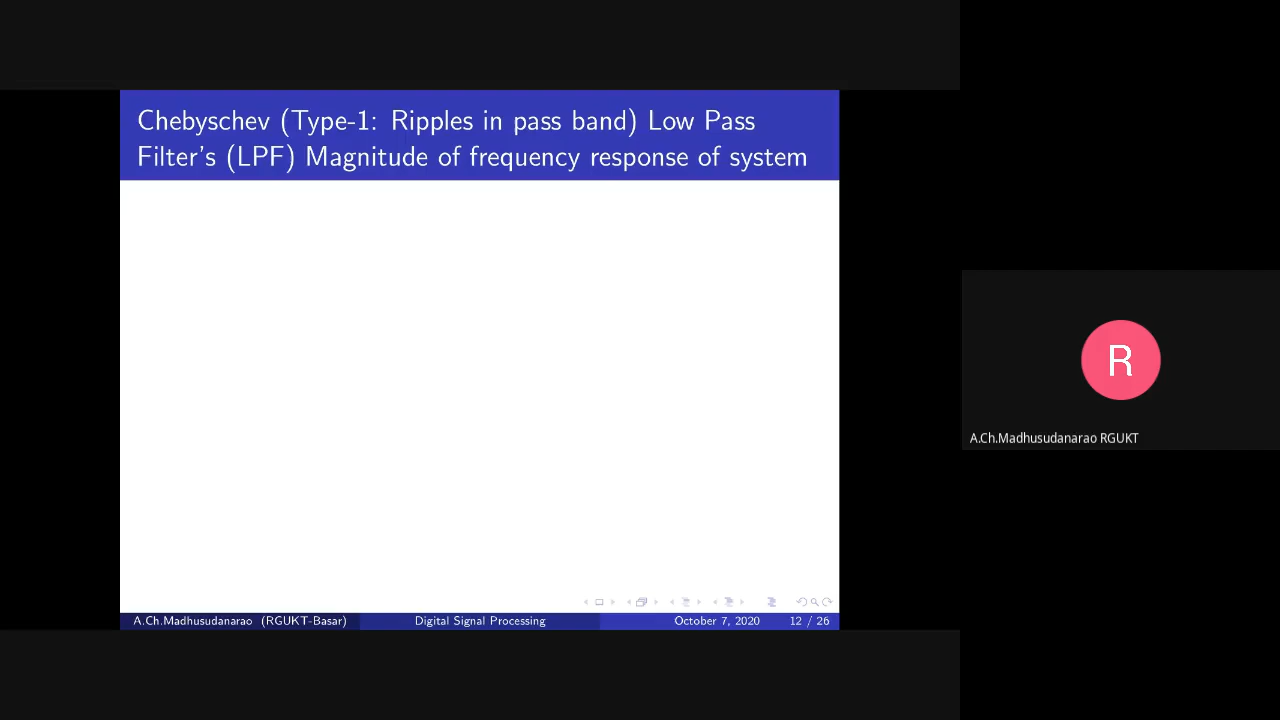 Chebyschev (Type-1: Ripples in pass band) Low Pass
Filter's (LPF) Magnitude of frequency response of system
R
A.Ch.Madhusudanarao RGUKT
A.Ch.Madhusudanarao (RGUKT-Basar) Digital Signal Processing October 7, 2020 12 / 26